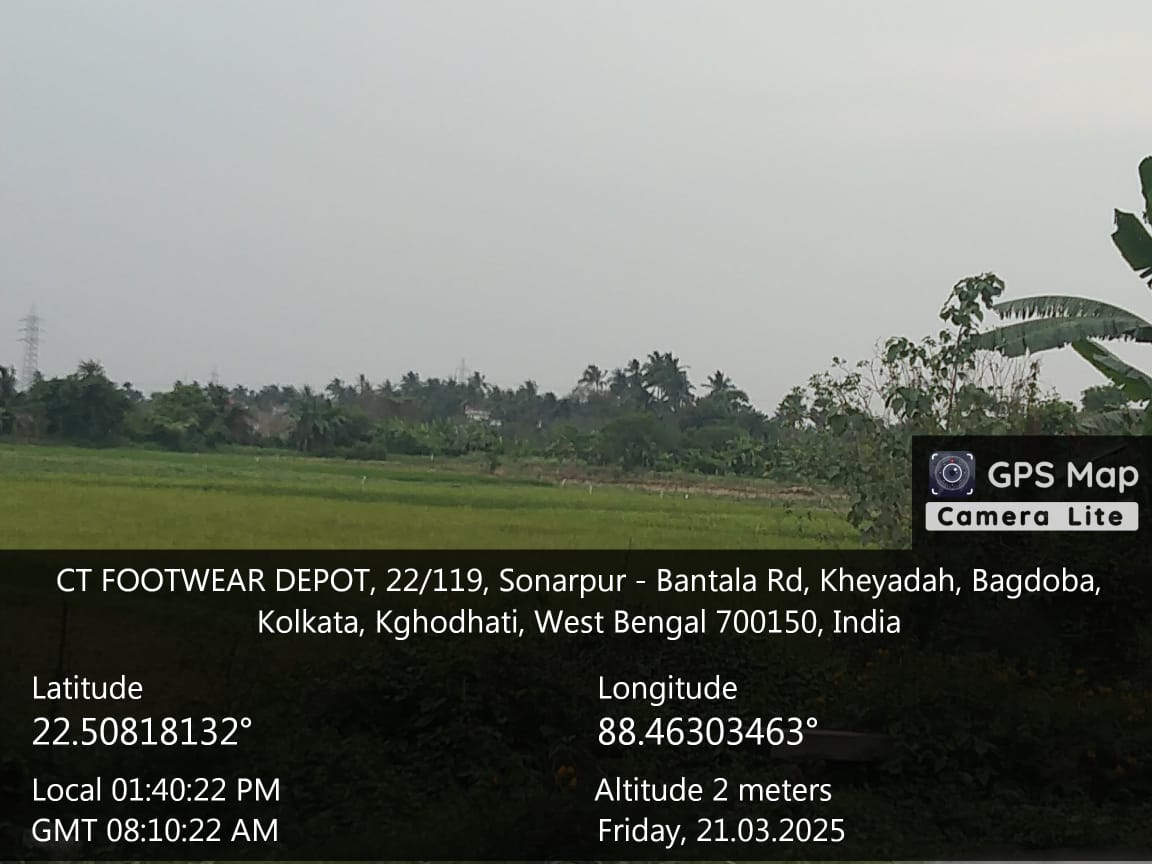 GPS Map
Camera Lite
CT FOOTWEAR DEPOT, 22/119, Sonarpur - Bantala Rd, Kheyadah, Bagdoba,
Kolkata, Kghodhati, West Bengal 700150, India
Latitude
22.50818132°
Longitude
88.46303463°
Local 01:40:22 PM
GMT 08:10:22 AM
Altitude 2 meters
Friday, 21.03.2025